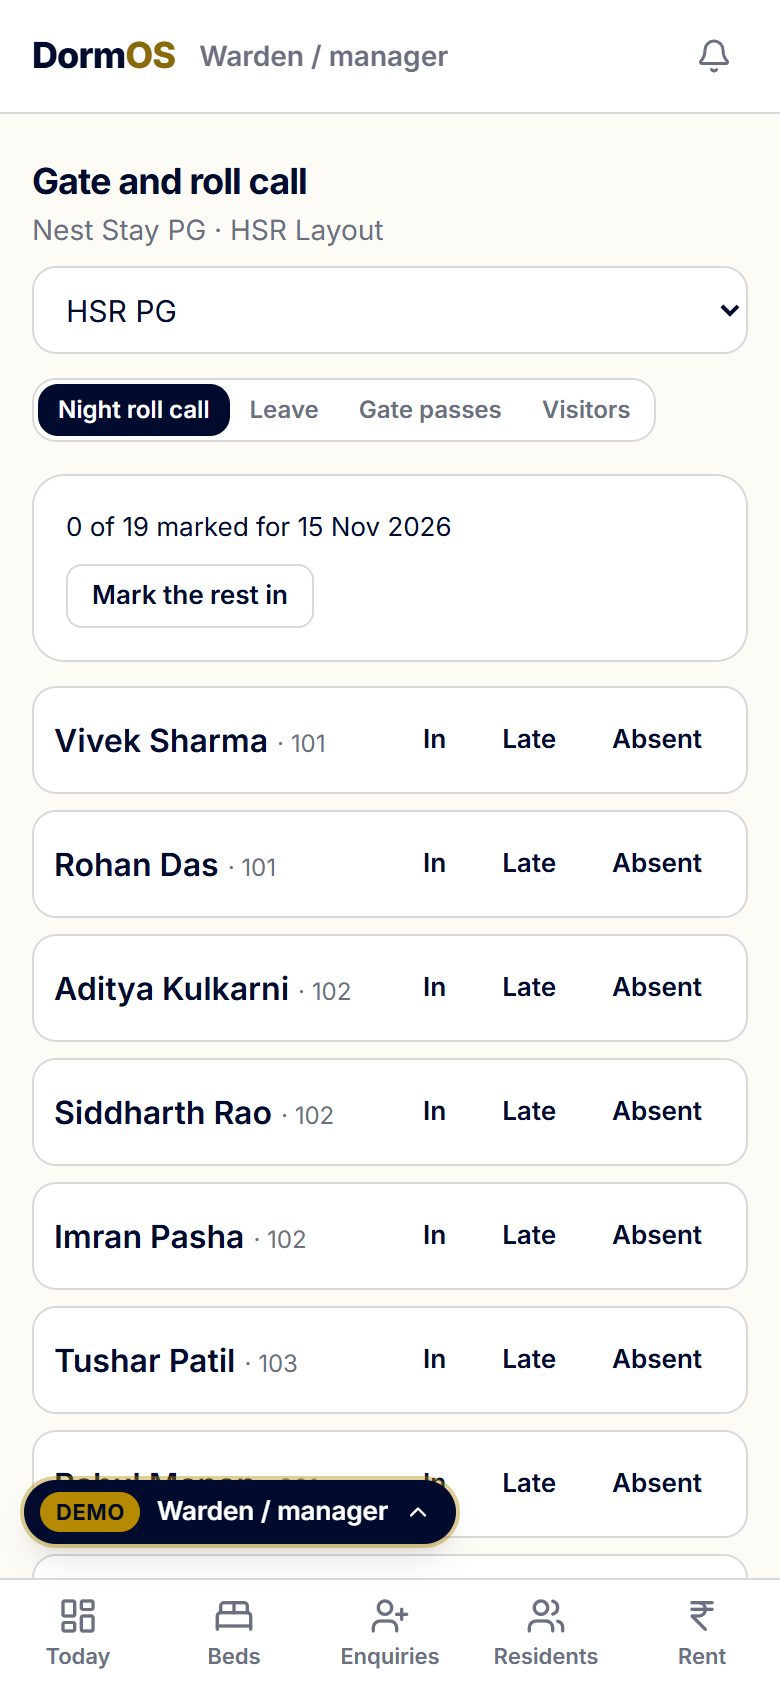 DormOS Warden / manager
Gate and roll call
Nest Stay PG · HSR Layout
HSR PG
Night roll call Leave Gate passes Visitors
0 of 19 marked for 15 Nov 2026
Mark the rest in
Vivek Sharma · 101 In Late Absent
Rohan Das · 101 In Late Absent
Aditya Kulkarni · 102 In Late Absent
Siddharth Rao · 102 In Late Absent
Imran Pasha · 102 In Late Absent
Tushar Patil · 103 In Late Absent
In Late Absent
DEMO Warden / manager
Today Beds Enquiries Residents Rent